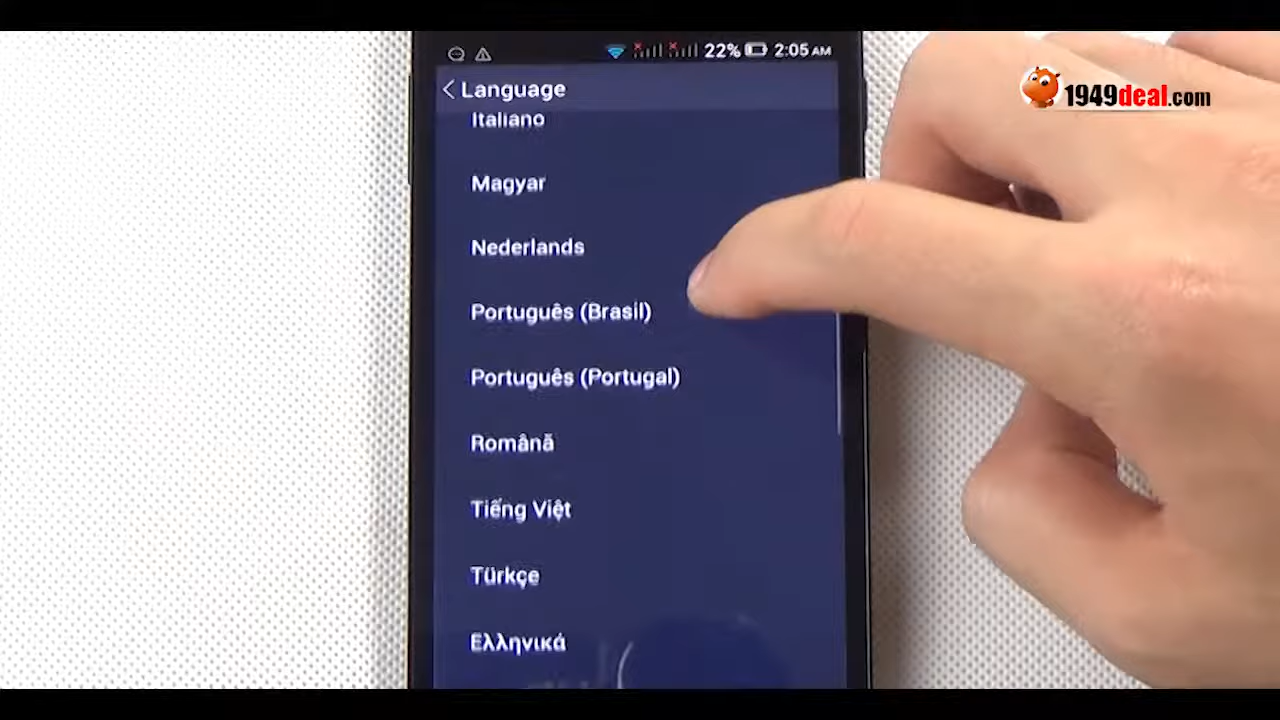 22% 2:05 AM
1949deal.com
Language
Italiano
Magyar
Nederlands
Português (Brasil)
Português (Portugal)
Română
Tiếng Việt
Türkçe
Ελληνικά